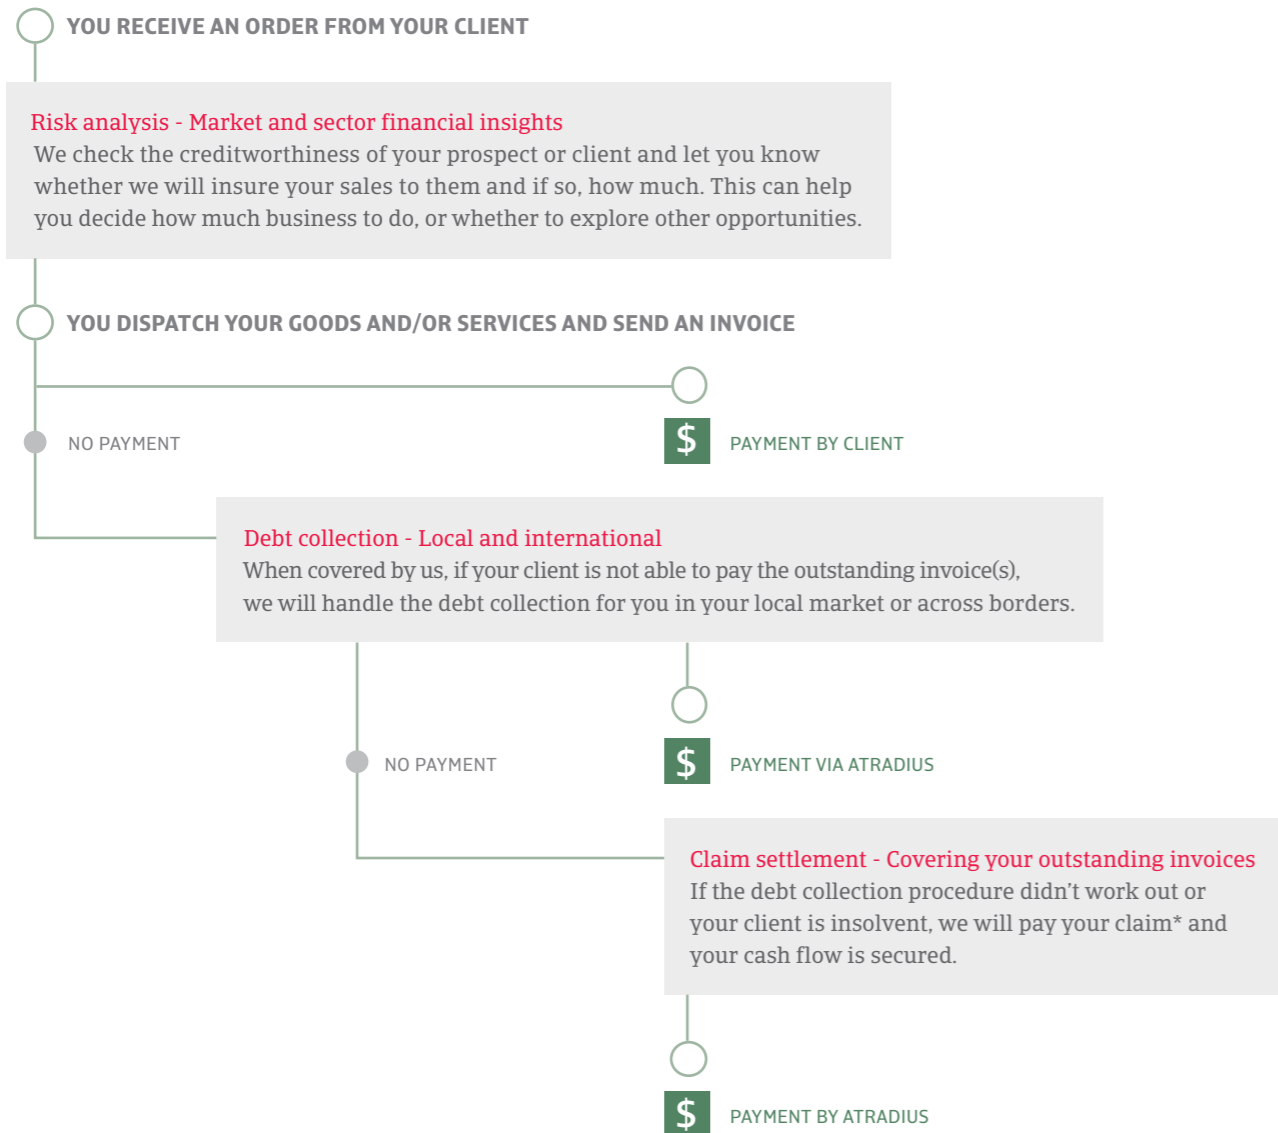 YOU RECEIVE AN ORDER FROM YOUR CLIENT
Risk analysis - Market and sector financial insights
We check the creditworthiness of your prospect or client and let you know
whether we will insure your sales to them and if so, how much. This can help
you decide how much business to do, or whether to explore other opportunities.
YOU DISPATCH YOUR GOODS AND/OR SERVICES AND SEND AN INVOICE
NO PAYMENT
$ PAYMENT BY CLIENT
Debt collection - Local and international
When covered by us, if your client is not able to pay the outstanding invoice(s),
we will handle the debt collection for you in your local market or across borders.
NO PAYMENT
$ PAYMENT VIA ATRADIUS
Claim settlement - Covering your outstanding invoices
If the debt collection procedure didn't work out or
your client is insolvent, we will pay your claim* and
your cash flow is secured.
$ PAYMENT BY ATRADIUS